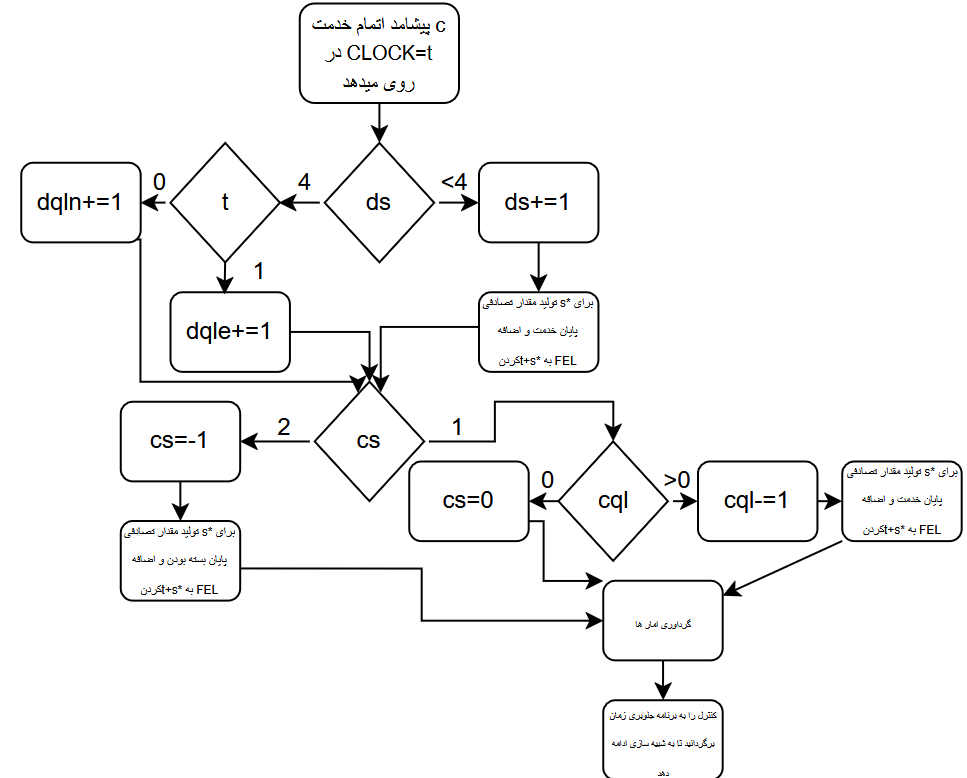 c پیشامد اتمام خدمت
در CLOCK=t
روی میدهد
0
4
<4
dqln+=1
t
ds
ds+=1
1
dqle+=1
برای s* تولید مقدار تصادفی
پایان خدمت و اضافه
کردن t+s* به FEL
cs=-1
2
cs
1
cs=0
0
cql
>0
cql-=1
برای s* تولید مقدار تصادفی
پایان خدمت و اضافه
کردن t+s* به FEL
برای s* تولید مقدار تصادفی
پایان بسته بودن و اضافه
کردن t+s* به FEL
گرداوری امار ها
کنترل را به برنامه جلوبری زمان
برگردانید تا به شبیه سازی ادامه
دهد